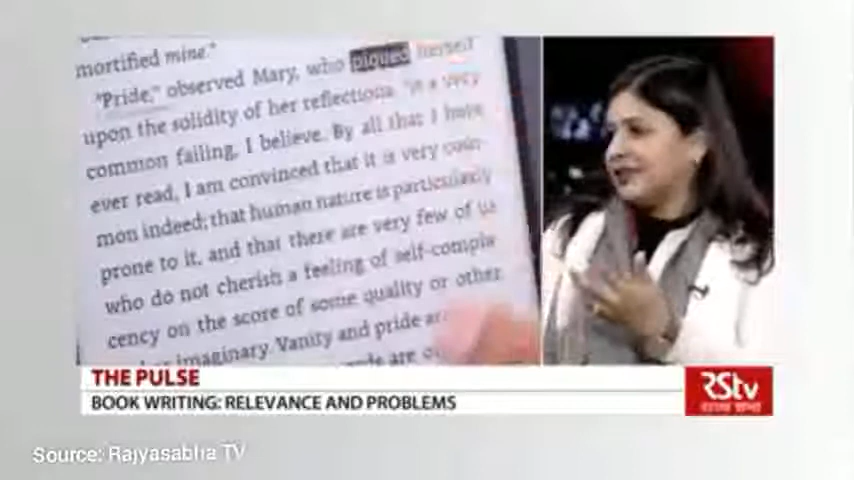 mortified mine."
"Pride," observed Mary, who piqued herself
upon the solidity of her reflections. "is a very
common failing, I believe. By all that I have
ever read, I am convinced that it is very com-
mon indeed; that human nature is particularly
prone to it, and that there are very few of us
who do not cherish a feeling of self-compla
cency on the score of some quality or other
imaginary. Vanity and pride are
are
THE PULSE
BOOK WRITING: RELEVANCE AND PROBLEMS
RStv
राज्य सभा
Source: Rajyasabha TV